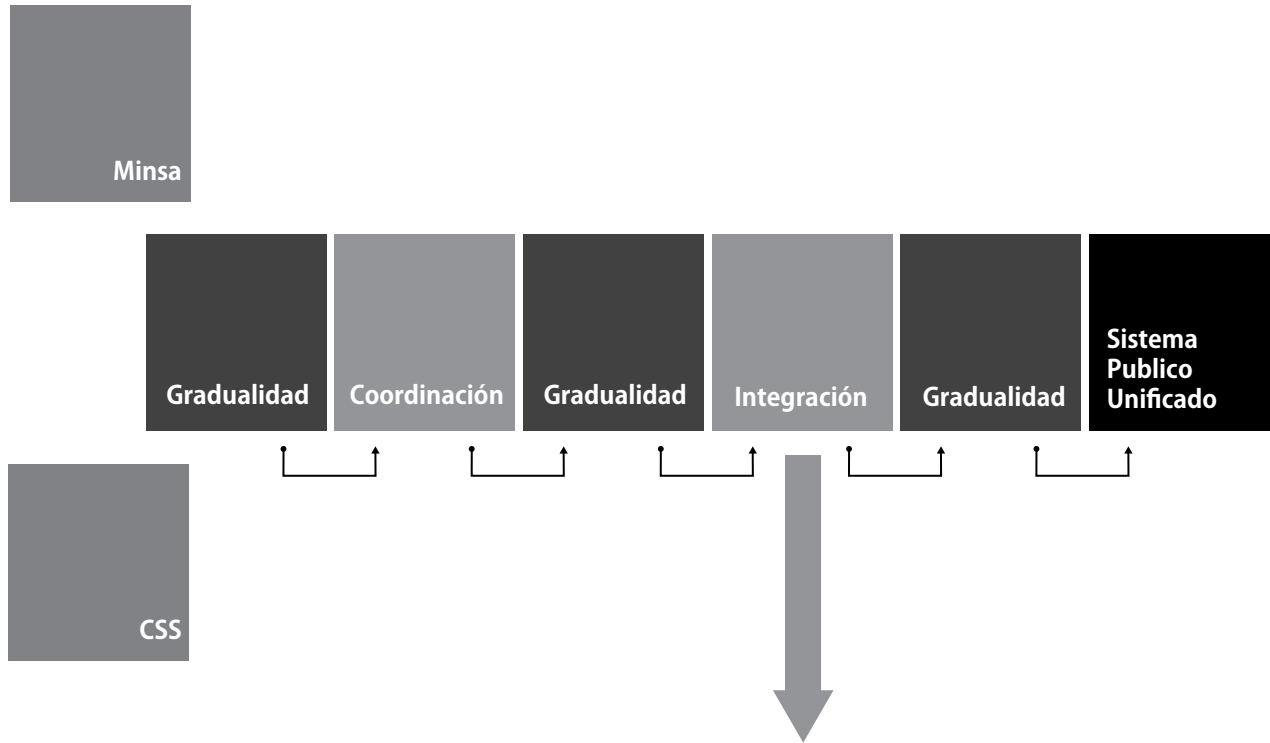 Minsa
Gradualidad
Coordinación
Gradualidad
Integración
Gradualidad
Sistema
Publico
Unificado
CSS